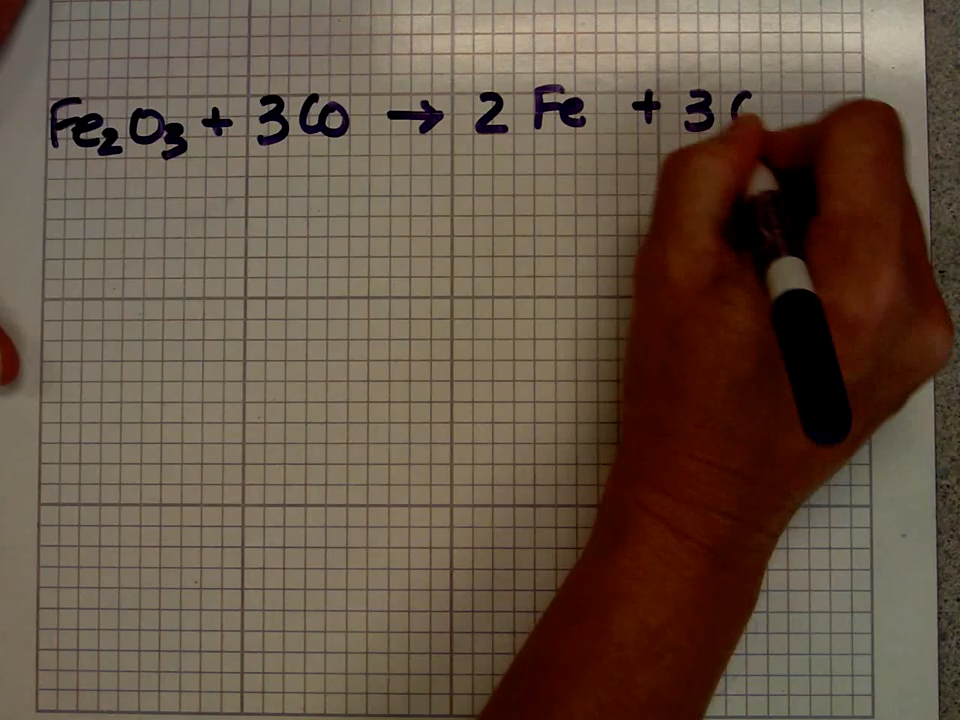 Fe₂O₃ + 3CO → 2 Fe + 3 C